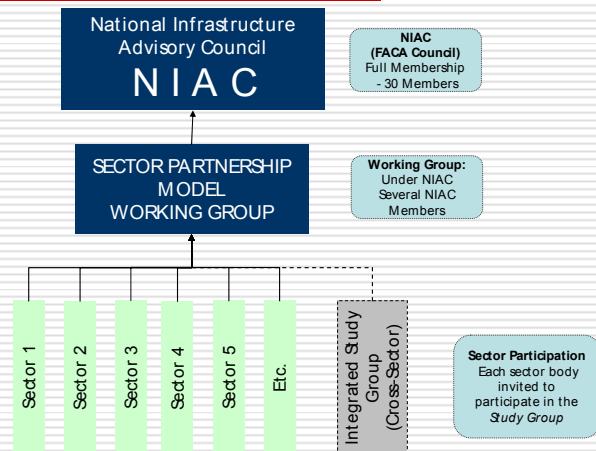 National Infrastructure
Advisory Council
N I A C
NIAC
(FACA Council)
Full Membership
- 30 Members
SECTOR PARTNERSHIP
MODEL
WORKING GROUP
Working Group:
Under NIAC
Several NIAC
Members
Sector 1
Sector 2
Sector 3
Sector 4
Sector 5
Etc.
Integrated Study
Group
(Cross-Sector)
Sector Participation
Each sector body
invited to
participate in the
Study Group